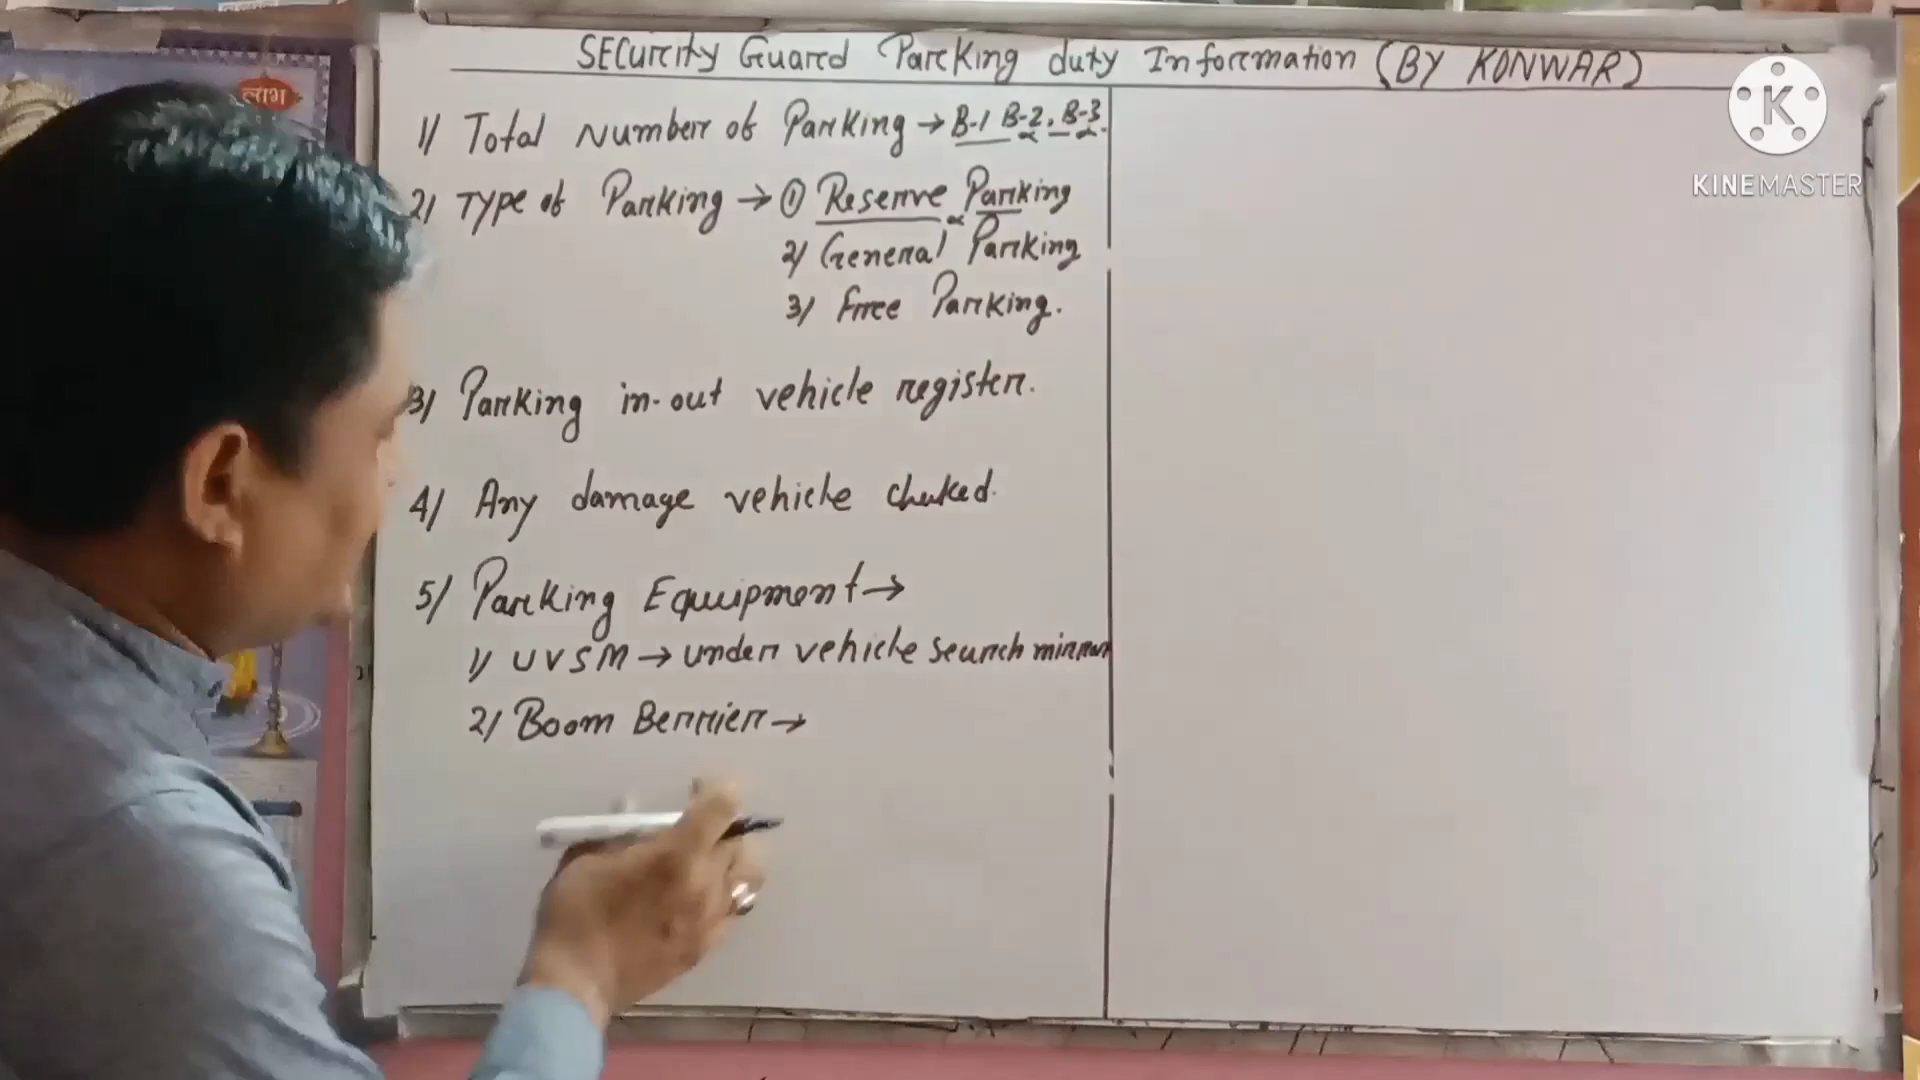 SECurity Guard Parking duty Information (BY KONWAR)
1) Total Number of Parking → B-1 B-2, B-3.
2) Type of Parking → ① Reserve Parking
2) General Parking
3) Free Parking.
3) Parking in-out vehicle register.
4) Any damage vehicle cheked.
5) Parking Equipment →
1) UVSM → under vehicle search mirror
2) Boom Berrier →
K
KINEMASTER
लाभ